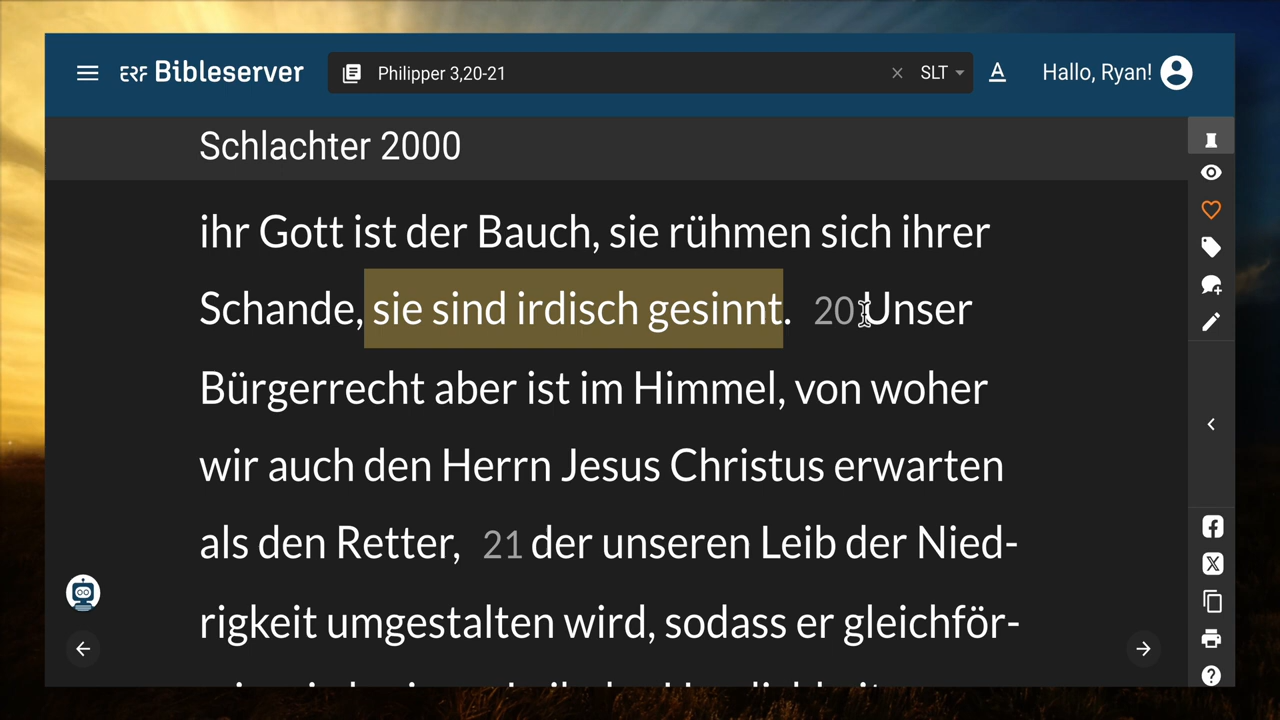 ERF Bibleserver
Philipper 3,20-21
SLT
Hallo, Ryan!
Schlachter 2000
ihr Gott ist der Bauch, sie rühmen sich ihrer
Schande, sie sind irdisch gesinnt. 20 Unser
Bürgerrecht aber ist im Himmel, von woher
wir auch den Herrn Jesus Christus erwarten
als den Retter, 21 der unseren Leib der Nied-
rigkeit umgestalten wird, sodass er gleichför-